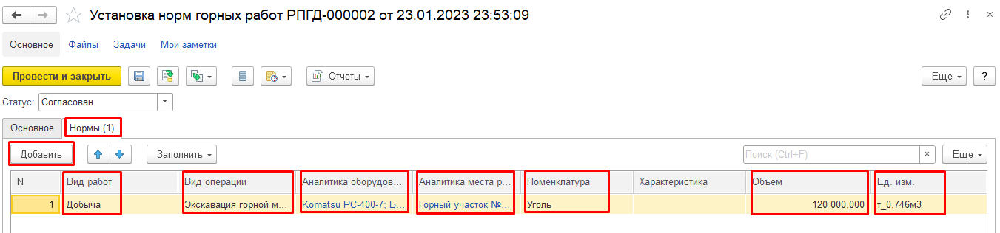 Установка норм горных работ РПГД-000002 от 23.01.2023 23:53:09
Основное Файлы Задачи Мои заметки
Провести и закрыть Отчеты Еще ?
Статус: Согласован
Основное Нормы (1)
Добавить Заполнить Поиск (Ctrl+F) × Еще
N Вид работ Вид операции Аналитика оборудов... Аналитика места р... Номенклатура Характеристика Объем Ед. изм.
1 Добыча Экскавация горной м... Komatsu PC-400-7; Б... Горный участок №... Уголь 120 000,000 т_0,746м3